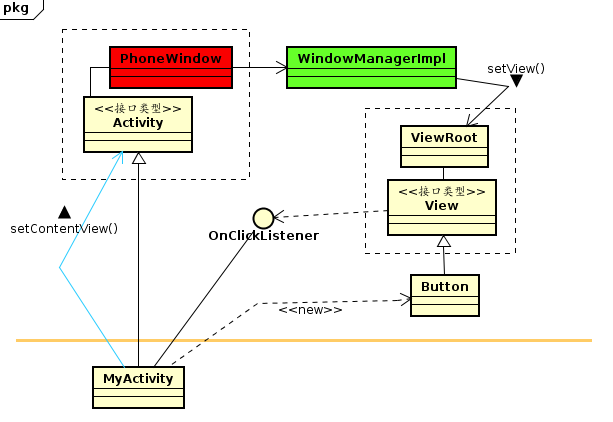 pkg
PhoneWindow
WindowManagerImpl
setView()
<<接口类型>>
Activity
ViewRoot
<<接口类型>>
View
setContentView()
OnClickListener
Button
<<new>>
MyActivity